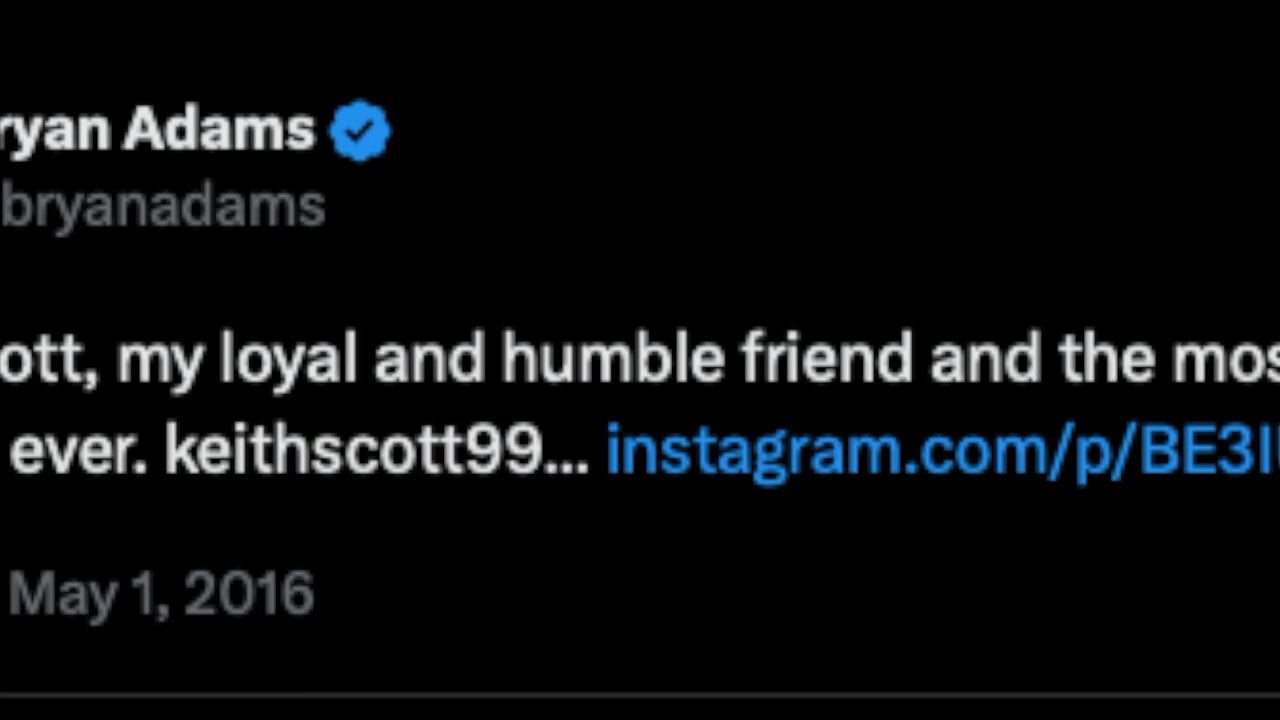 ryan Adams
bryanadams
ott, my loyal and humble friend and the mos
ever. keithscott99... instagram.com/p/BE3I
May 1, 2016